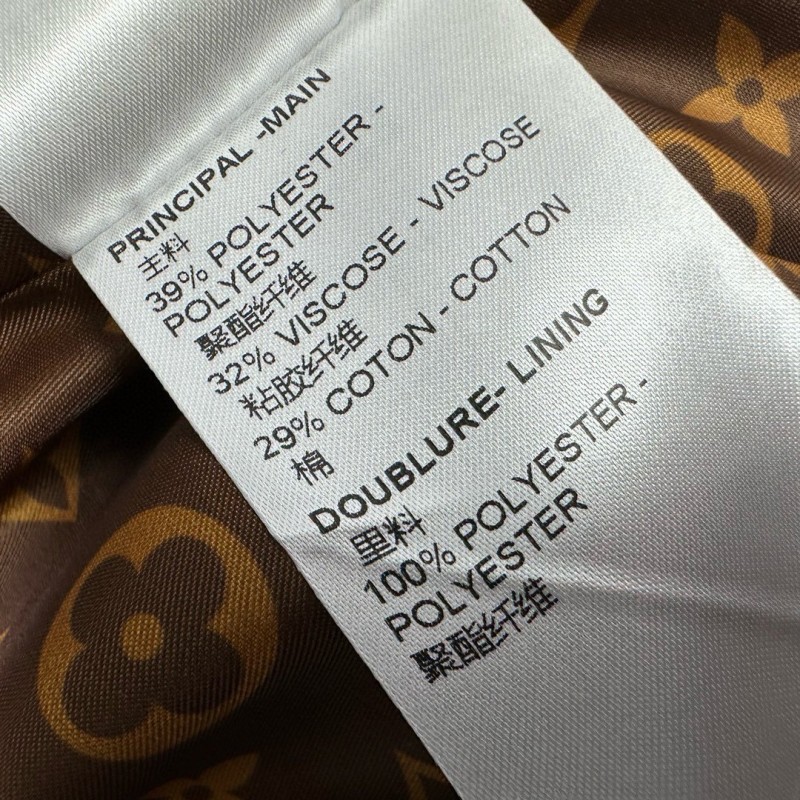 PRINCIPAL -MAIN
主料
39% POLYESTER -
POLYESTER
聚酯纤维
32% VISCOSE - VISCOSE
粘胶纤维
29% COTON - COTTON
棉
DOUBLURE- LINING
里料
100% POLYESTER -
POLYESTER
聚酯纤维